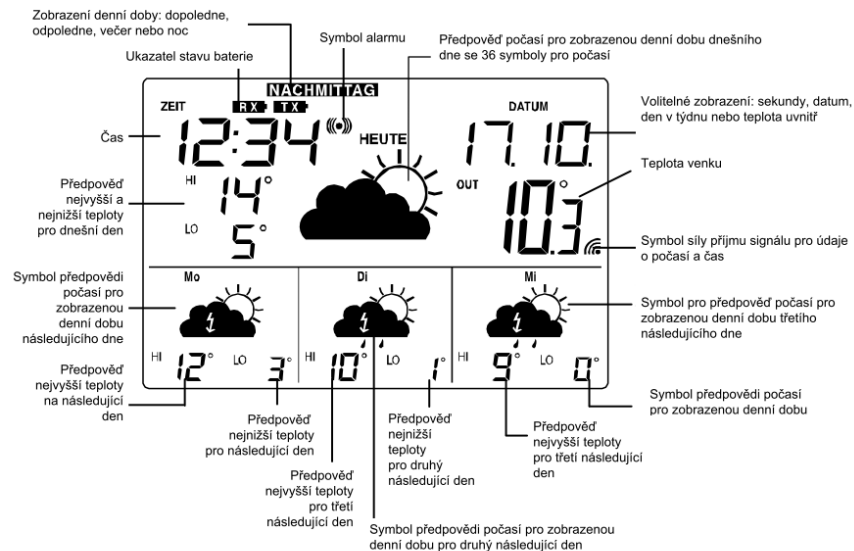 Zobrazení denní doby: dopoledne,
odpoledne, večer nebo noc
Ukazatel stavu baterie
Symbol alarmu
Předpověď počasí pro zobrazenou denní dobu dnešního
dne se 36 symboly pro počasí
NACHMITTAG
ZEIT
RX
TX
DATUM
Volitelné zobrazení: sekundy, datum,
den v týdnu nebo teplota uvnitř
Čas
12:34
HEUTE
17. 10.
Předpověď
nejvyšší a
nejnižší teploty
pro dnešní den
HI
14°
LO
5°
OUT
10.3°
Teplota venku
Symbol síly příjmu signálu pro údaje
o počasí a čas
Mo
Di
Mi
Symbol předpovědi
počasí pro
zobrazenou
denní dobu
následujícího dne
Symbol pro předpověď počasí pro
zobrazenou denní dobu třetího
následujícího dne
HI 12° LO 3°
HI 10° LO 1°
HI 9° LO 0°
Předpověď
nejvyšší teploty
na následující
den
Předpověď
nejnižší teploty
pro následující den
Předpověď
nejvyšší teploty
pro třetí
následující den
Předpověď
nejnižší
teploty
pro druhý
následující den
Předpověď
nejvyšší teploty
pro třetí následující
den
Symbol předpovědi počasí
pro zobrazenou denní dobu
Symbol předpovědi počasí pro zobrazenou
denní dobu pro druhý následující den